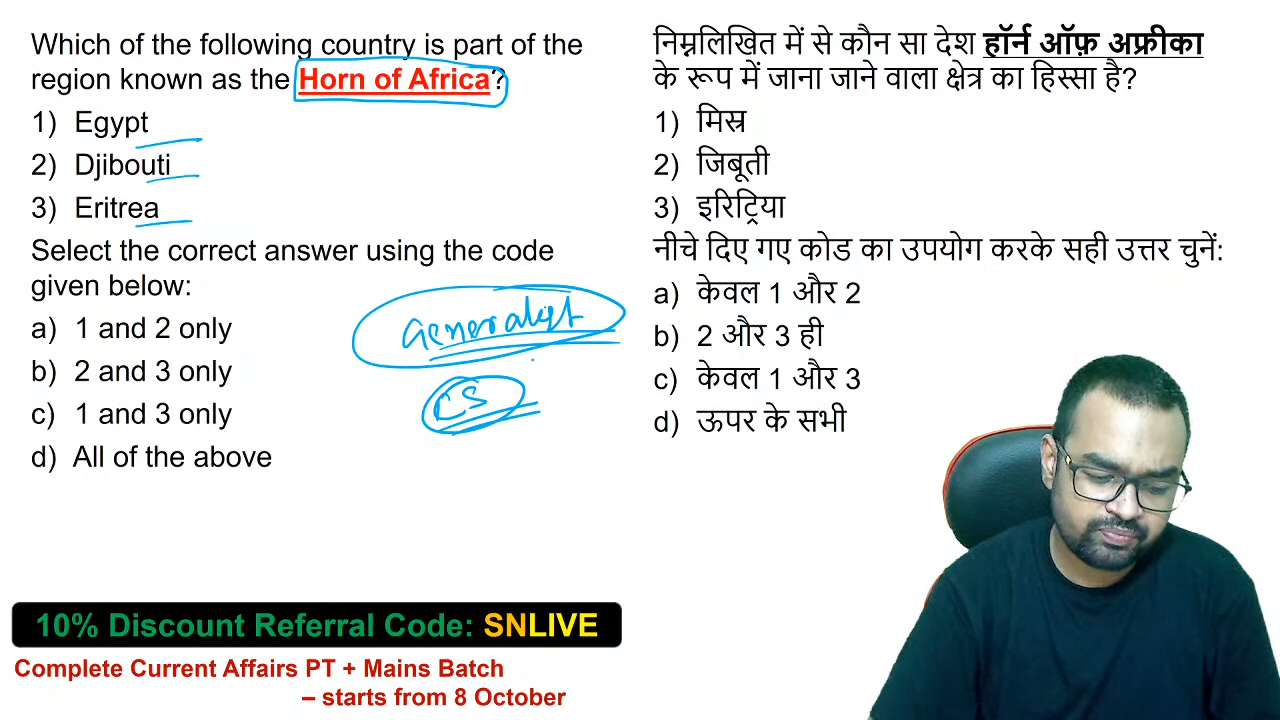 Which of the following country is part of the
region known as the Horn of Africa?
1) Egypt
2) Djibouti
3) Eritrea
Select the correct answer using the code
given below:
a) 1 and 2 only
b) 2 and 3 only
c) 1 and 3 only
d) All of the above
Generalist
CS
निम्नलिखित में से कौन सा देश हॉर्न ऑफ़ अफ्रीका
के रूप में जाना जाने वाला क्षेत्र का हिस्सा है?
1) मिस्र
2) जिबूती
3) इरिट्रिया
नीचे दिए गए कोड का उपयोग करके सही उत्तर चुनें:
a) केवल 1 और 2
b) 2 और 3 ही
c) केवल 1 और 3
d) ऊपर के सभी
10% Discount Referral Code: SNLIVE
Complete Current Affairs PT + Mains Batch
– starts from 8 October